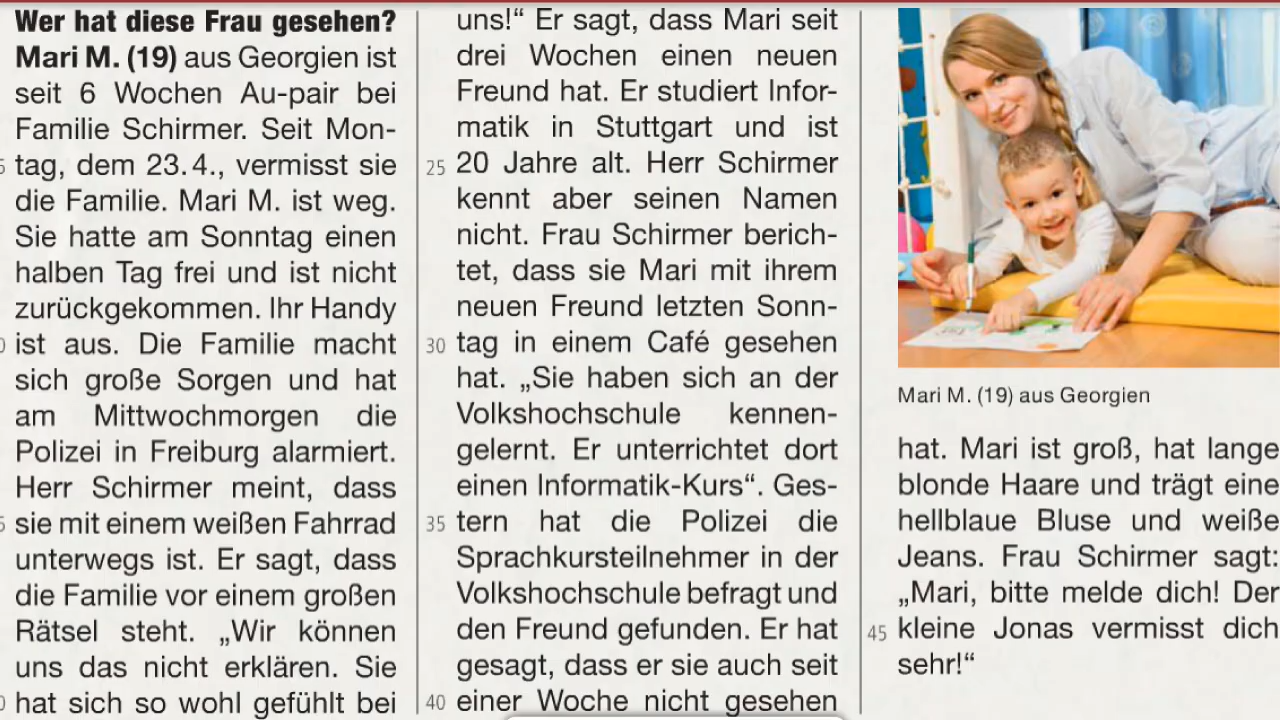 Wer hat diese Frau gesehen?
Mari M. (19) aus Georgien ist
seit 6 Wochen Au-pair bei
Familie Schirmer. Seit Mon-
5 tag, dem 23.4., vermisst sie
die Familie. Mari M. ist weg.
Sie hatte am Sonntag einen
halben Tag frei und ist nicht
zurückgekommen. Ihr Handy
0 ist aus. Die Familie macht
sich große Sorgen und hat
am Mittwochmorgen die
Polizei in Freiburg alarmiert.
Herr Schirmer meint, dass
5 sie mit einem weißen Fahrrad
unterwegs ist. Er sagt, dass
die Familie vor einem großen
Rätsel steht. „Wir können
uns das nicht erklären. Sie
0 hat sich so wohl gefühlt bei
uns!“ Er sagt, dass Mari seit
drei Wochen einen neuen
Freund hat. Er studiert Infor-
matik in Stuttgart und ist
25 20 Jahre alt. Herr Schirmer
kennt aber seinen Namen
nicht. Frau Schirmer berich-
tet, dass sie Mari mit ihrem
neuen Freund letzten Sonn-
30 tag in einem Café gesehen
hat. „Sie haben sich an der
Volkshochschule kennen-
gelernt. Er unterrichtet dort
einen Informatik-Kurs“. Ges-
35 tern hat die Polizei die
Sprachkursteilnehmer in der
Volkshochschule befragt und
den Freund gefunden. Er hat
gesagt, dass er sie auch seit
40 einer Woche nicht gesehen
Mari M. (19) aus Georgien
hat. Mari ist groß, hat lange
blonde Haare und trägt eine
hellblaue Bluse und weiße
Jeans. Frau Schirmer sagt:
„Mari, bitte melde dich! Der
45 kleine Jonas vermisst dich
sehr!“